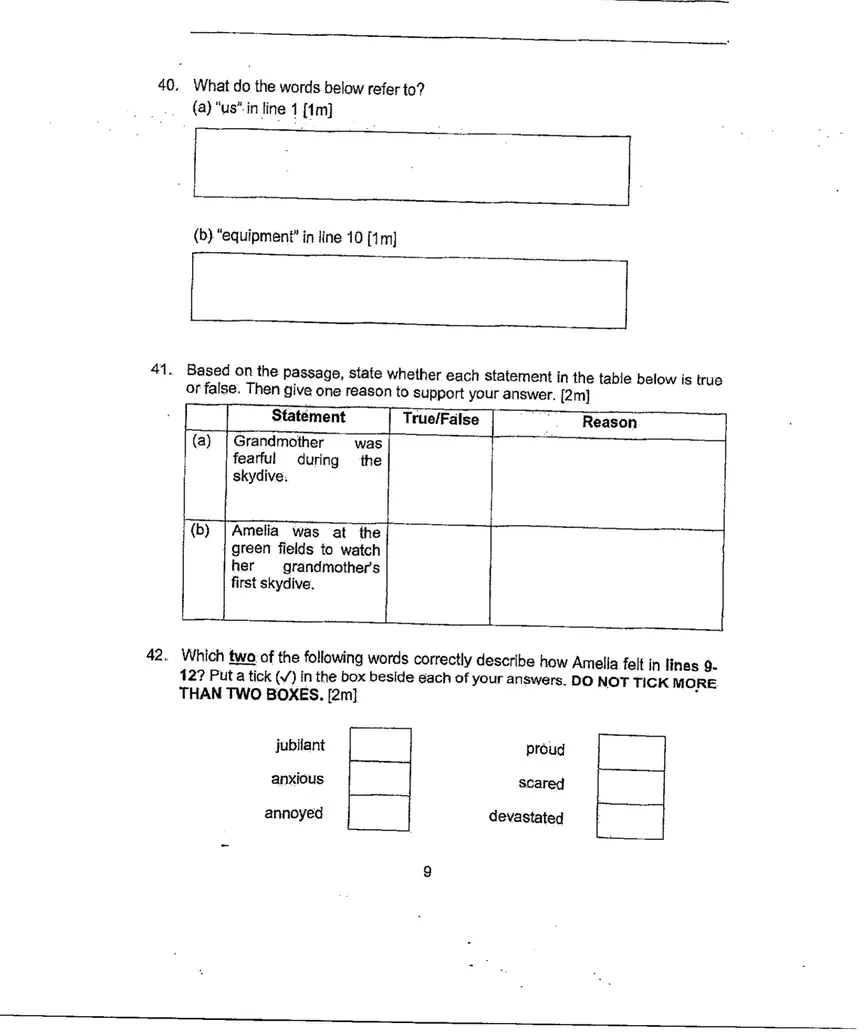 40. What do the words below refer to?
(a) "us" in line 1 [1m]
(b) "equipment" in line 10 [1m]
41. Based on the passage, state whether each statement in the table below is true
or false. Then give one reason to support your answer. [2m]
Statement True/False Reason
(a) Grandmother was
fearful during the
skydive.
(b) Amelia was at the
green fields to watch
her grandmother's
first skydive.
42. Which two of the following words correctly describe how Amelia felt in lines 9-
12? Put a tick (✓) in the box beside each of your answers. DO NOT TICK MORE
THAN TWO BOXES. [2m]
jubilant proud
anxious scared
annoyed devastated
9